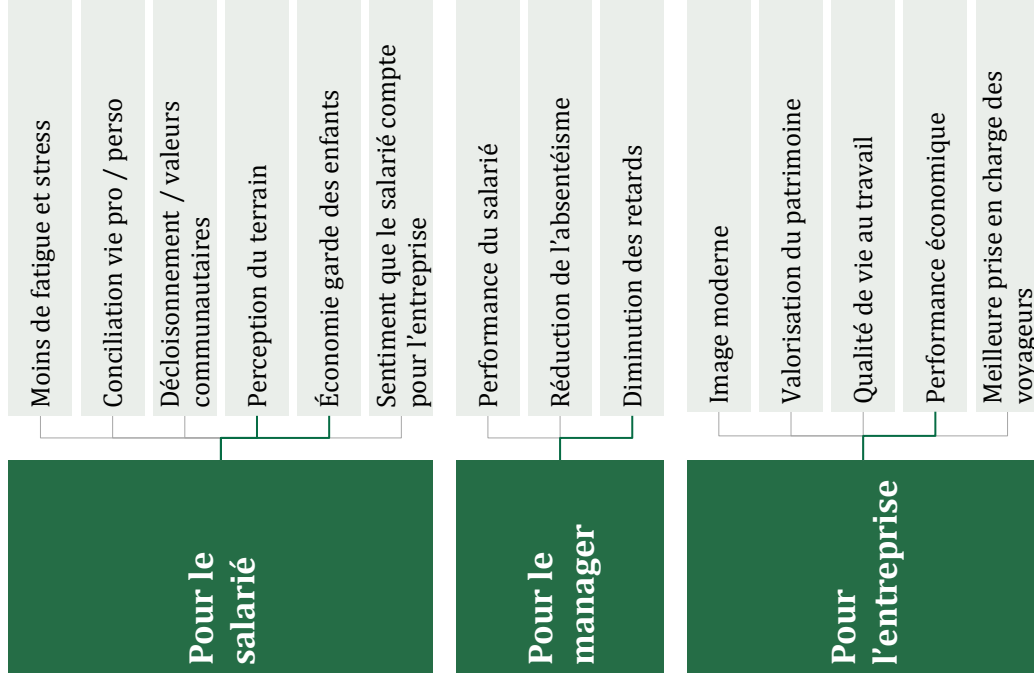 Pour le
salarié
Moins de fatigue et stress
Conciliation vie pro / perso
Décloisonnement / valeurs
communautaires
Perception du terrain
Économie garde des enfants
Sentiment que le salarié compte
pour l'entreprise
Pour le
manager
Performance du salarié
Réduction de l'absentéisme
Diminution des retards
Pour
l'entreprise
Image moderne
Valorisation du patrimoine
Qualité de vie au travail
Performance économique
Meilleure prise en charge des
voyageurs